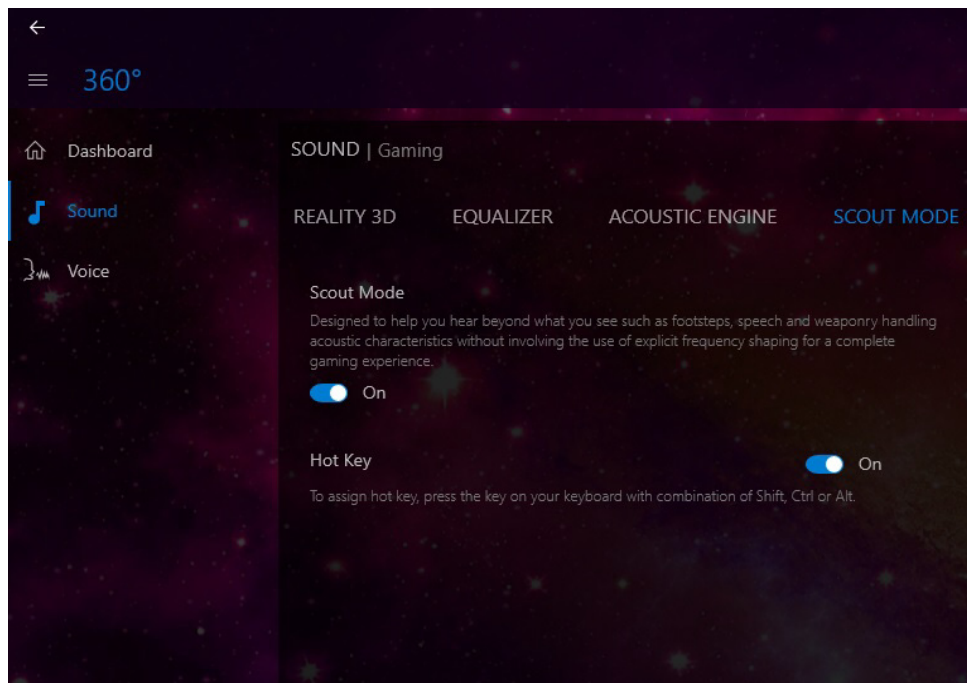 360°
Dashboard
Sound
Voice
SOUND | Gaming
REALITY 3D EQUALIZER ACOUSTIC ENGINE SCOUT MODE
Scout Mode
Designed to help you hear beyond what you see such as footsteps, speech and weaponry handling
acoustic characteristics without involving the use of explicit frequency shaping for a complete
gaming experience.
On
Hot Key On
To assign hot key, press the key on your keyboard with combination of Shift, Ctrl or Alt.